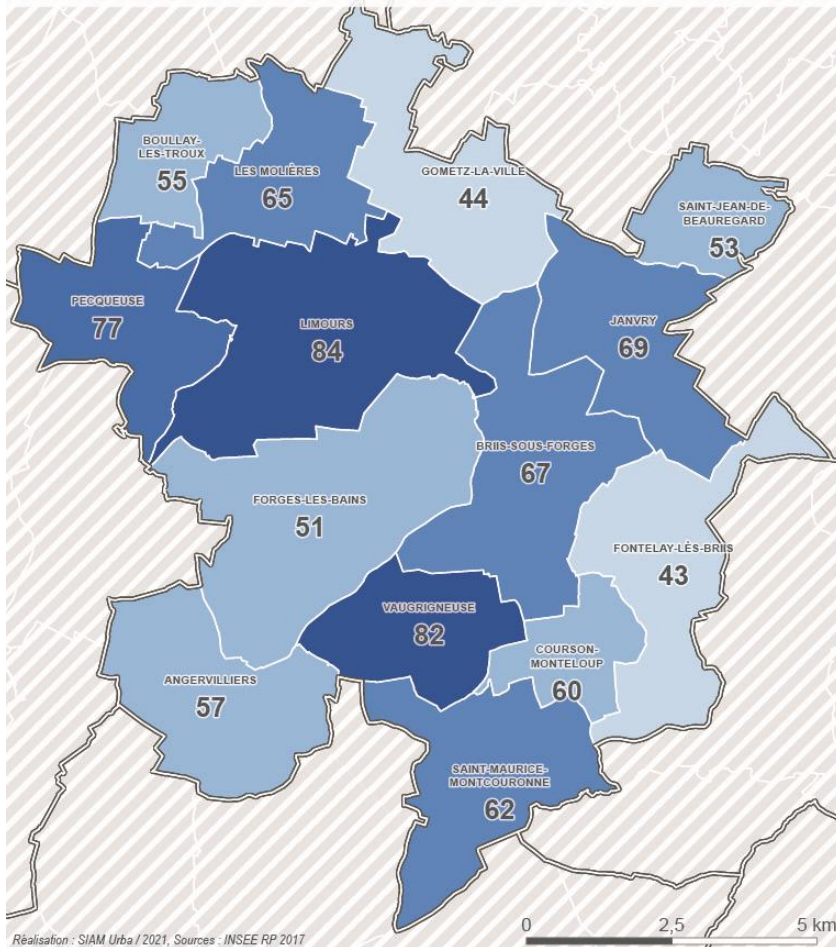 BOULLAY-
LES-TROUX
55
LES MOLIÈRES
65
GOMETZ-LA-VILLE
44
SAINT-JEAN-DE-
BEAUREGARD
53
PECQUEUSE
77
LIMOURS
84
JANVRY
69
BRIIS-SOUS-FORGES
67
FORGES-LES-BAINS
51
FONTELAY-LÈS-BRIIS
43
VAUGRIGNEUSE
82
COURSON-
MONTELOUP
60
ANGERVILLIERS
57
SAINT-MAURICE-
MONTCOURONNE
62
0 2,5 5 km
Réalisation : SIAM Urba / 2021, Sources : INSEE RP 2017